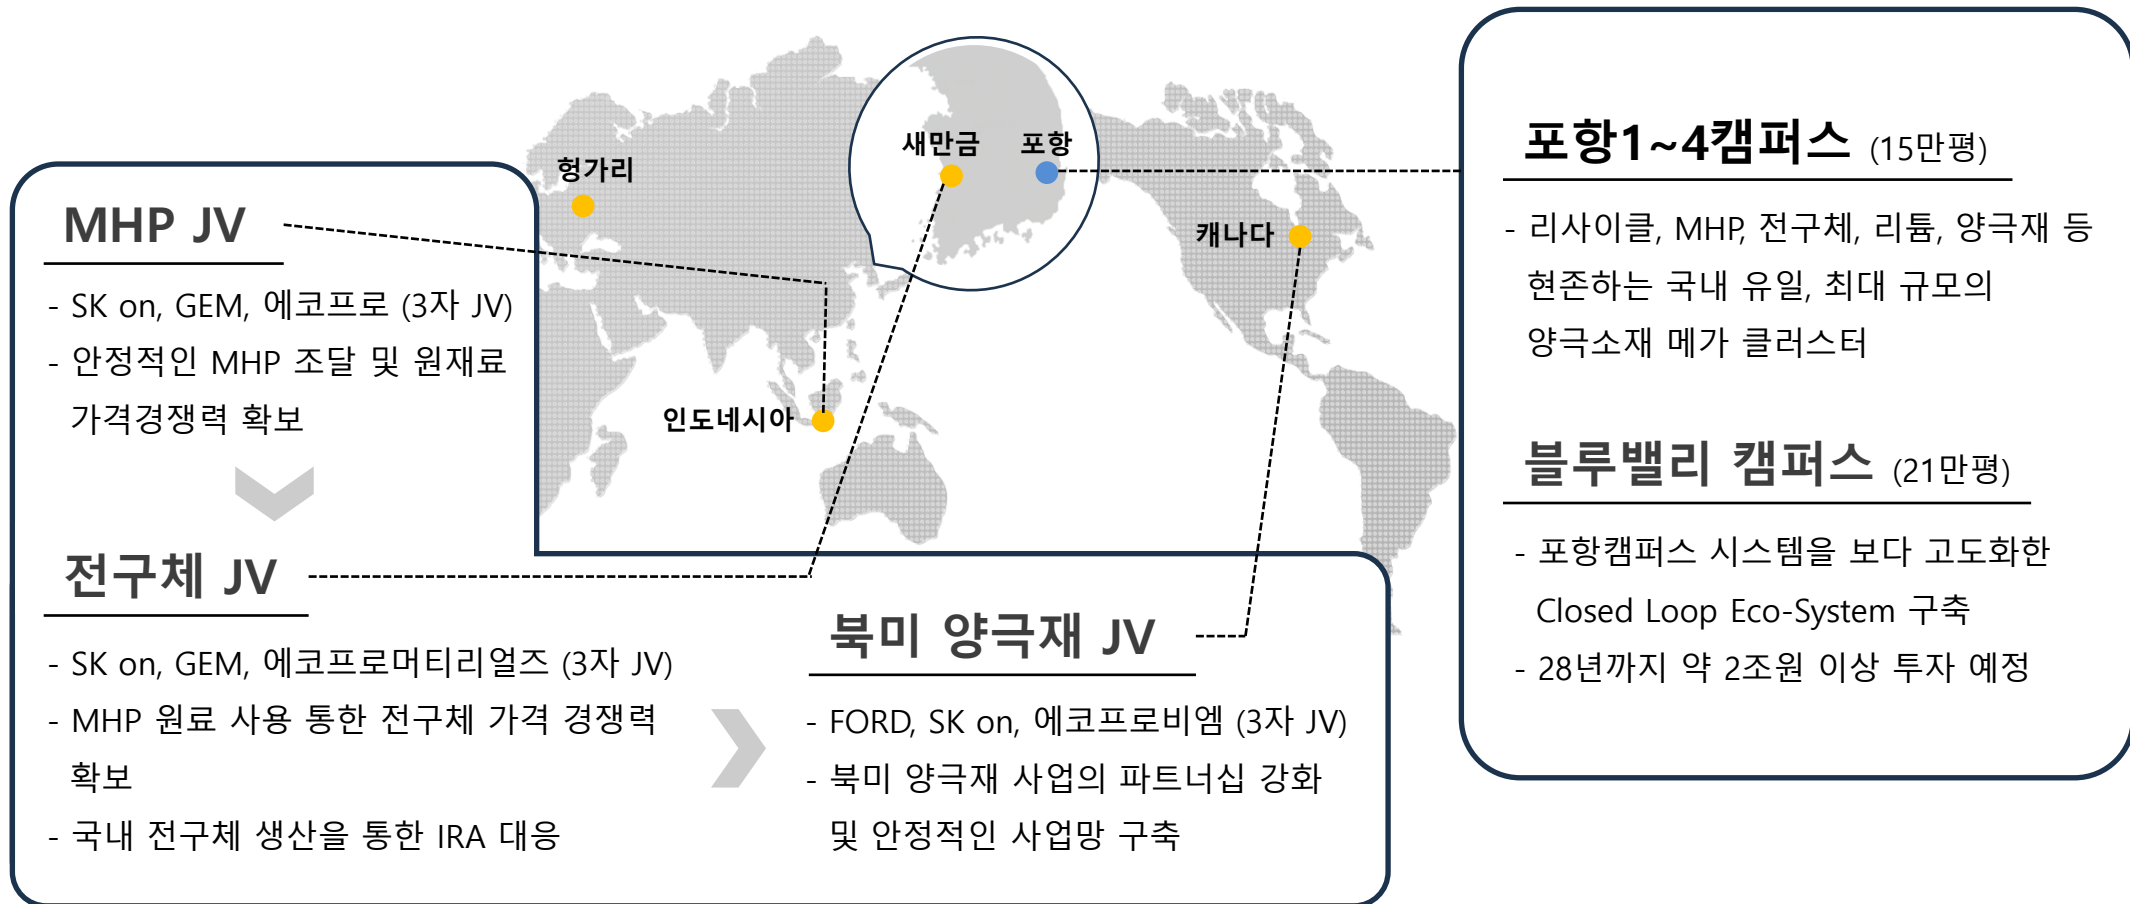 헝가리
새만금
포항
캐나다
인도네시아
MHP JV
- SK on, GEM, 에코프로 (3자 JV)
- 안정적인 MHP 조달 및 원재료
가격경쟁력 확보
전구체 JV
- SK on, GEM, 에코프로머티리얼즈 (3자 JV)
- MHP 원료 사용 통한 전구체 가격 경쟁력
확보
- 국내 전구체 생산을 통한 IRA 대응
북미 양극재 JV
- FORD, SK on, 에코프로비엠 (3자 JV)
- 북미 양극재 사업의 파트너십 강화
및 안정적인 사업망 구축
포항1~4캠퍼스 (15만평)
- 리사이클, MHP, 전구체, 리튬, 양극재 등
현존하는 국내 유일, 최대 규모의
양극소재 메가 클러스터
블루밸리 캠퍼스 (21만평)
- 포항캠퍼스 시스템을 보다 고도화한
Closed Loop Eco-System 구축
- 28년까지 약 2조원 이상 투자 예정